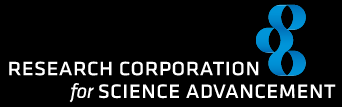 RESEARCH CORPORATION
for SCIENCE ADVANCEMENT